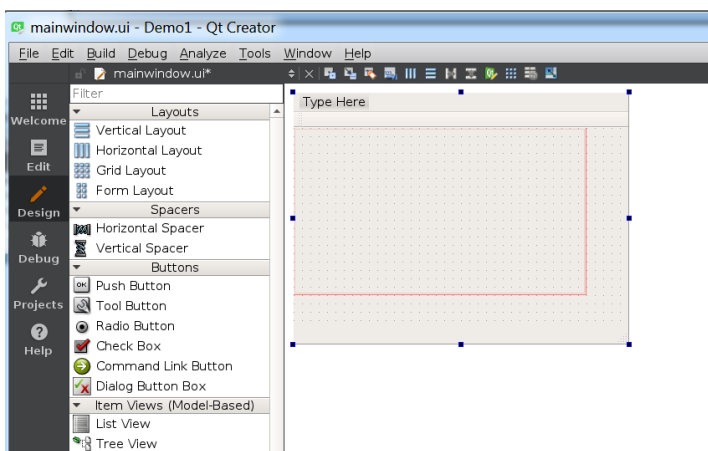 mainwindow.ui - Demo1 - Qt Creator
File Edit Build Debug Analyze Tools Window Help
mainwindow.ui*
Filter
Type Here
Welcome
Edit
Design
Debug
Projects
Help
Layouts
Vertical Layout
Horizontal Layout
Grid Layout
Form Layout
Spacers
Horizontal Spacer
Vertical Spacer
Buttons
Push Button
Tool Button
Radio Button
Check Box
Command Link Button
Dialog Button Box
Item Views (Model-Based)
List View
Tree View